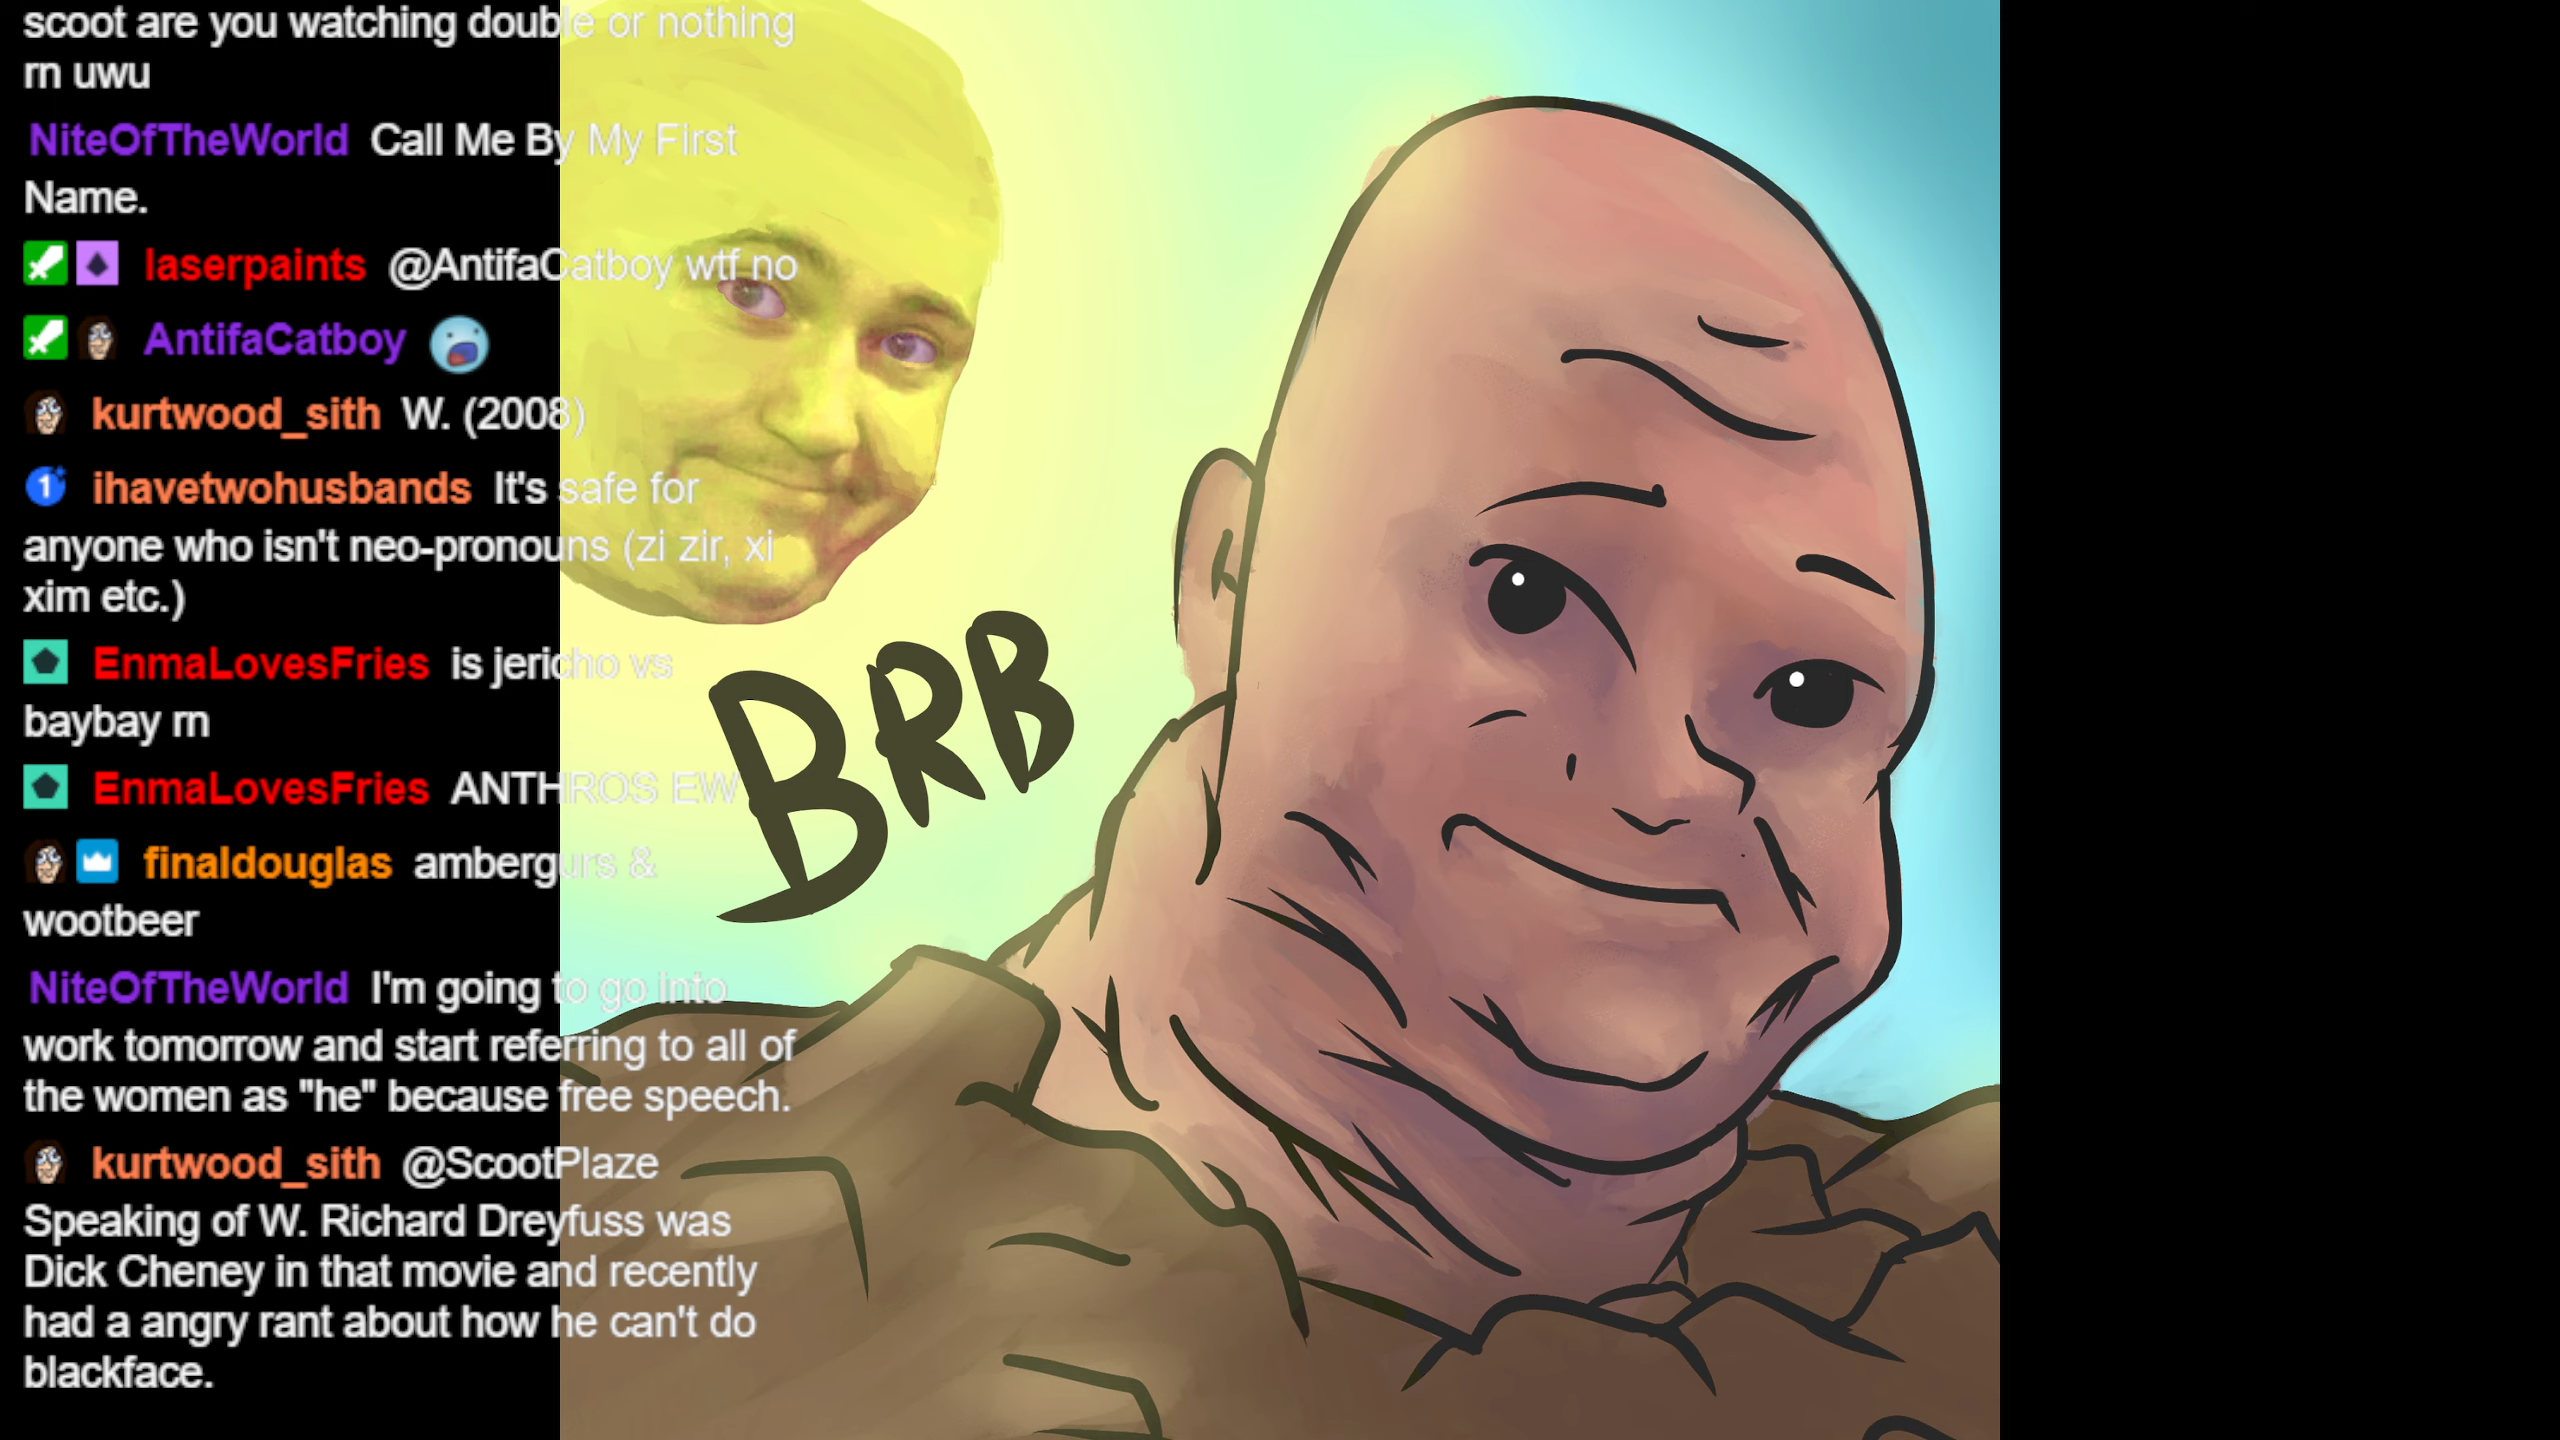 scoot are you watching double or nothing
rn uwu
NiteOfTheWorld Call Me By My First
Name.
laserpaints @AntifaCatboy wtf no
AntifaCatboy
kurtwood_sith W. (2008)
1 ihavetwohusbands It's safe for
anyone who isn't neo-pronouns (zi zir, xi
xim etc.)
EnmaLovesFries is jericho vs
baybay rn
EnmaLovesFries ANTHROS EW
finaldouglas ambergurs &
wootbeer
NiteOfTheWorld I'm going to go into
work tomorrow and start referring to all of
the women as "he" because free speech.
kurtwood_sith @ScootPlaze
Speaking of W. Richard Dreyfuss was
Dick Cheney in that movie and recently
had a angry rant about how he can't do
blackface.
BRB